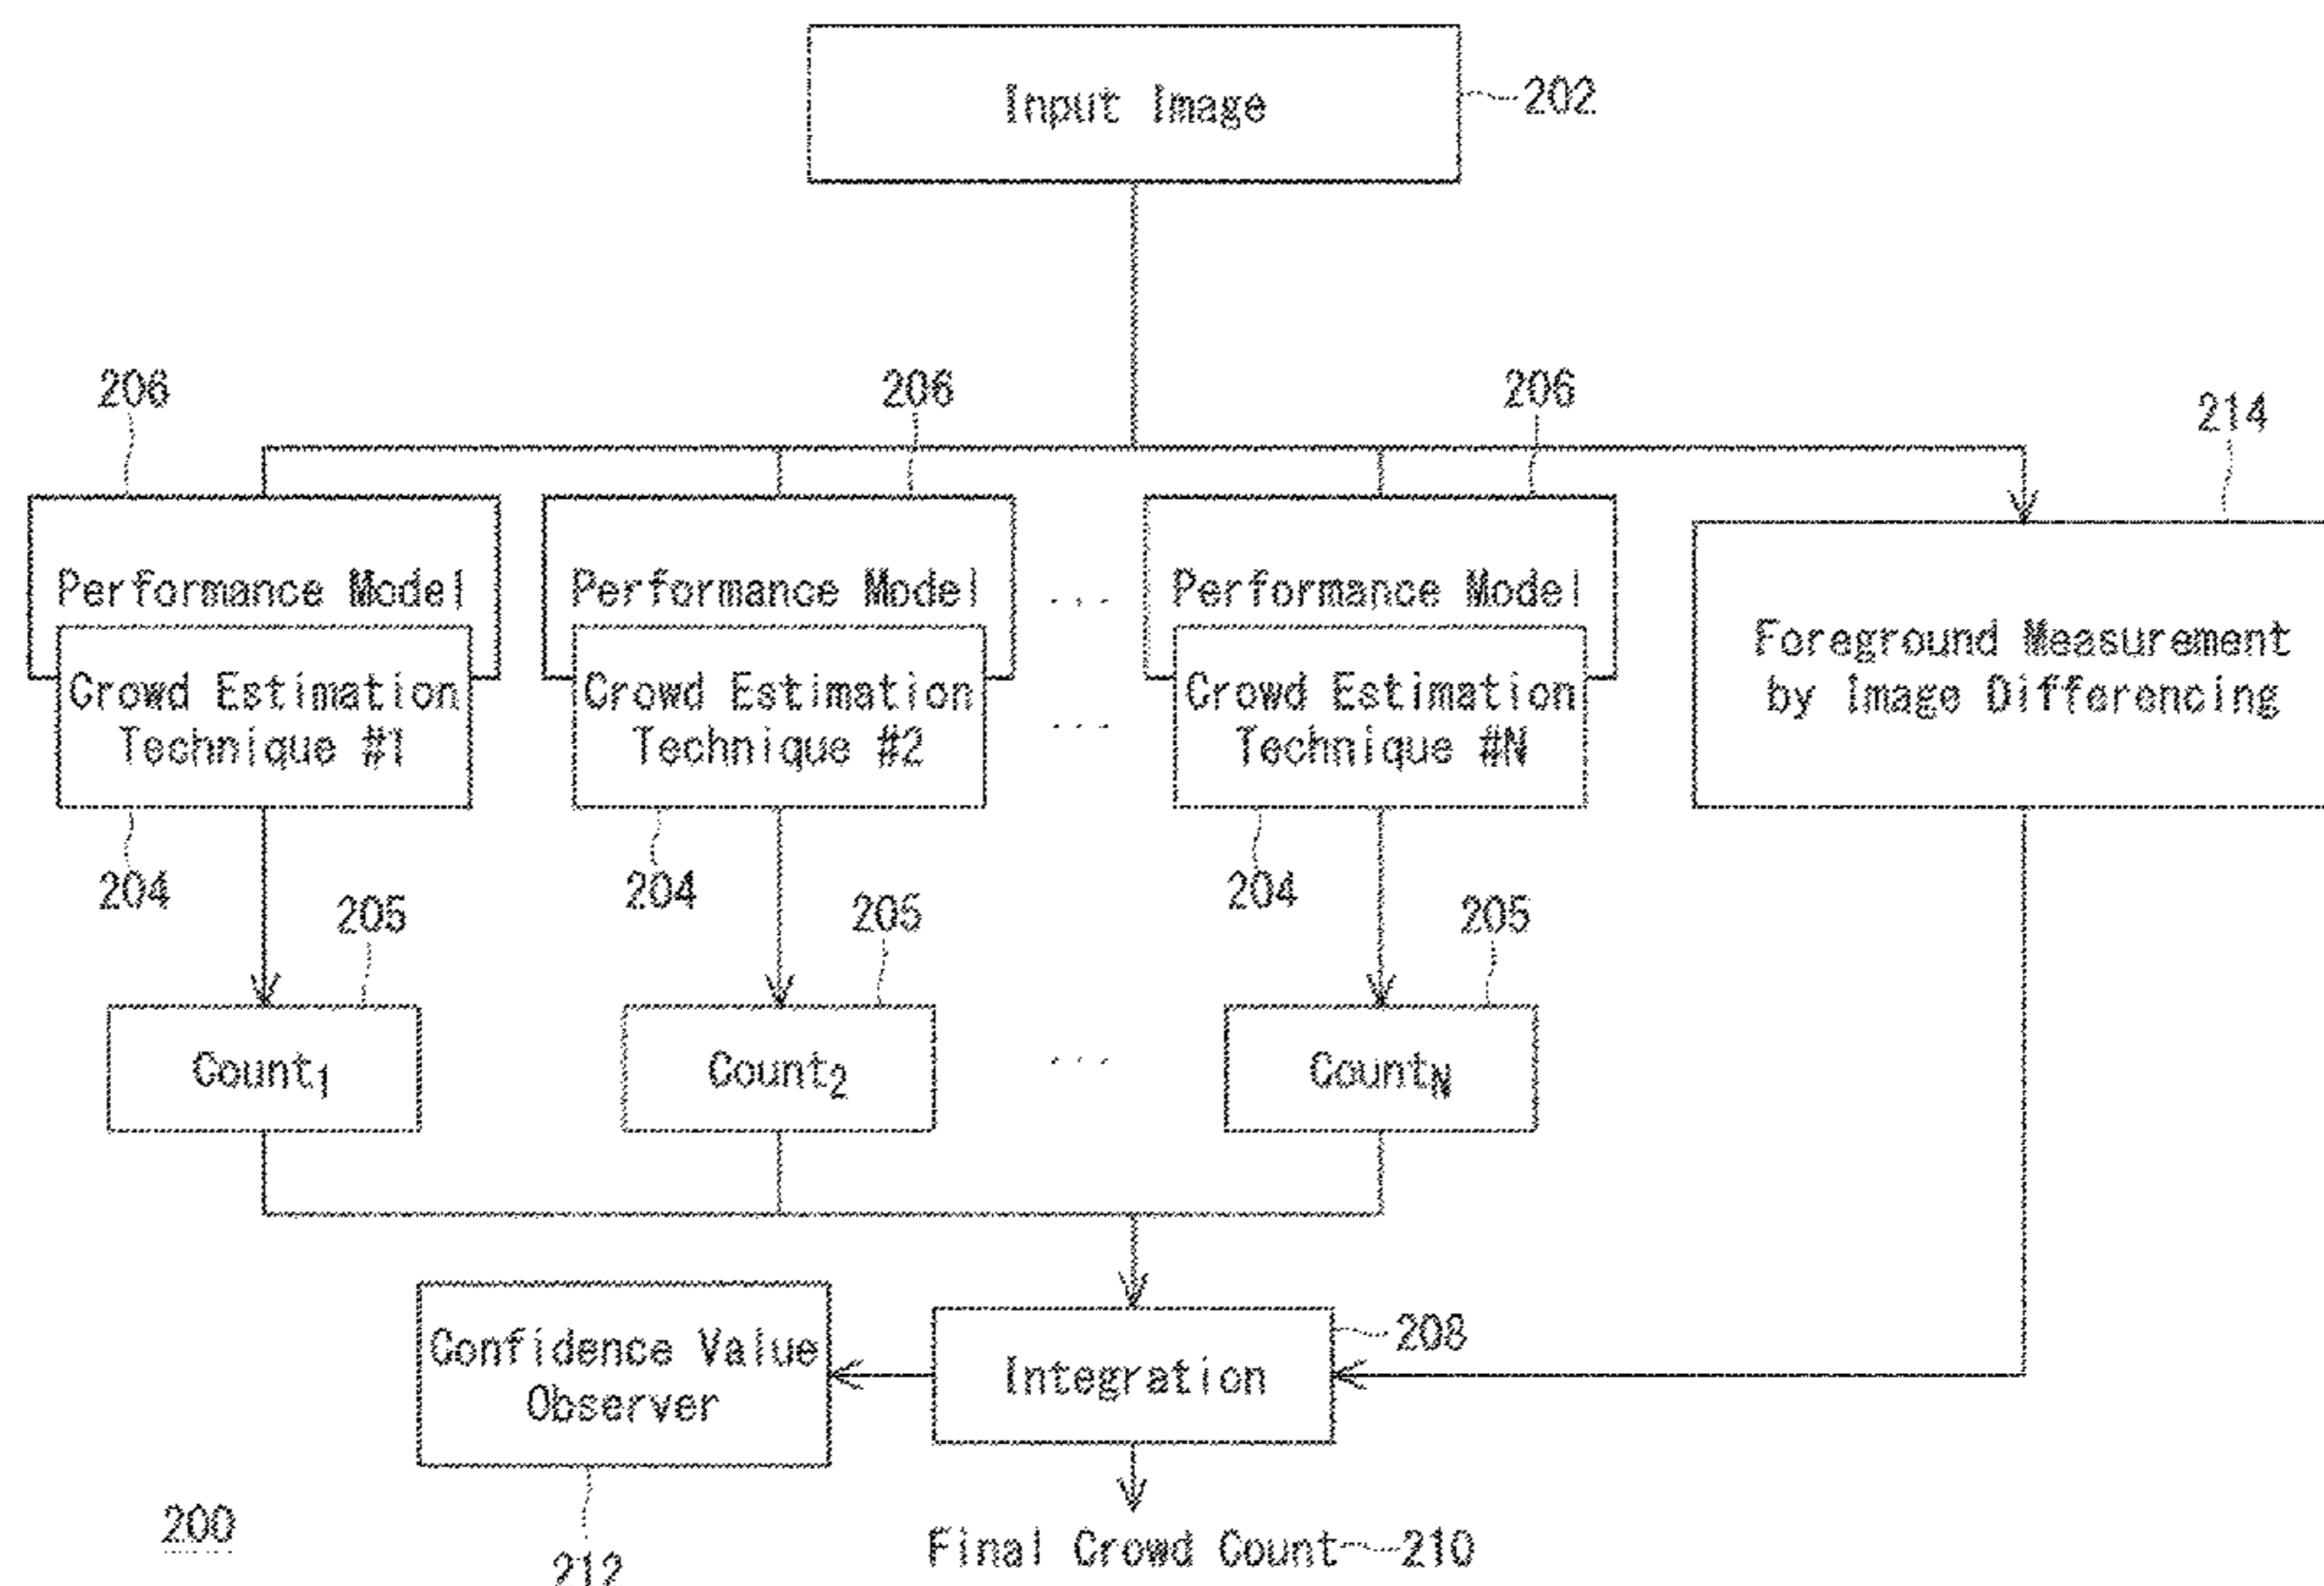 Input Image
202
206
206
206
214
Performance Model
Performance Model
. . .
Performance Model
Foreground Measurement
by Image Differencing
Crowd Estimation
Technique #1
Crowd Estimation
Technique #2
. . .
Crowd Estimation
Technique #N
204
204
204
205
205
205
Count1
Count2
. . .
CountN
208
Confidence Value
Observer
Integration
200
212
Final Crowd Count
210